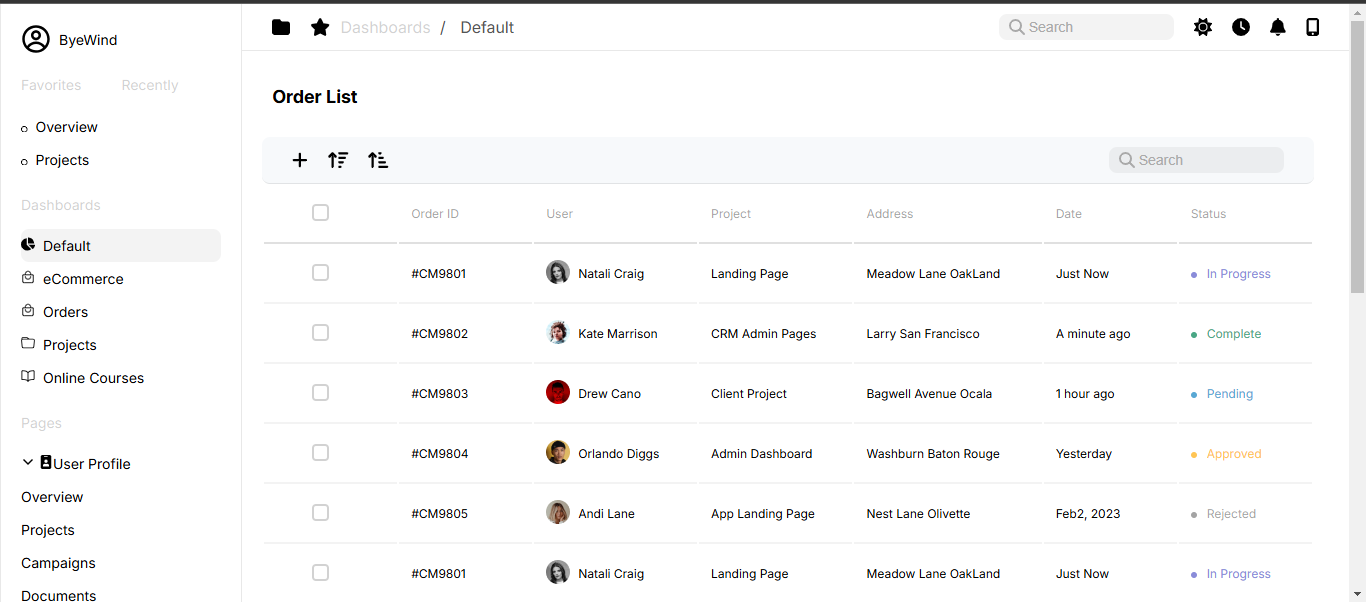 ByeWind
Favorites Recently
Overview
Projects
Dashboards
Default
eCommerce
Orders
Projects
Online Courses
Pages
User Profile
Overview
Projects
Campaigns
Documents
Dashboards / Default
Search
Order List
Search
Order ID User Project Address Date Status
#CM9801 Natali Craig Landing Page Meadow Lane OakLand Just Now In Progress
#CM9802 Kate Marrison CRM Admin Pages Larry San Francisco A minute ago Complete
#CM9803 Drew Cano Client Project Bagwell Avenue Ocala 1 hour ago Pending
#CM9804 Orlando Diggs Admin Dashboard Washburn Baton Rouge Yesterday Approved
#CM9805 Andi Lane App Landing Page Nest Lane Olivette Feb2, 2023 Rejected
#CM9801 Natali Craig Landing Page Meadow Lane OakLand Just Now In Progress